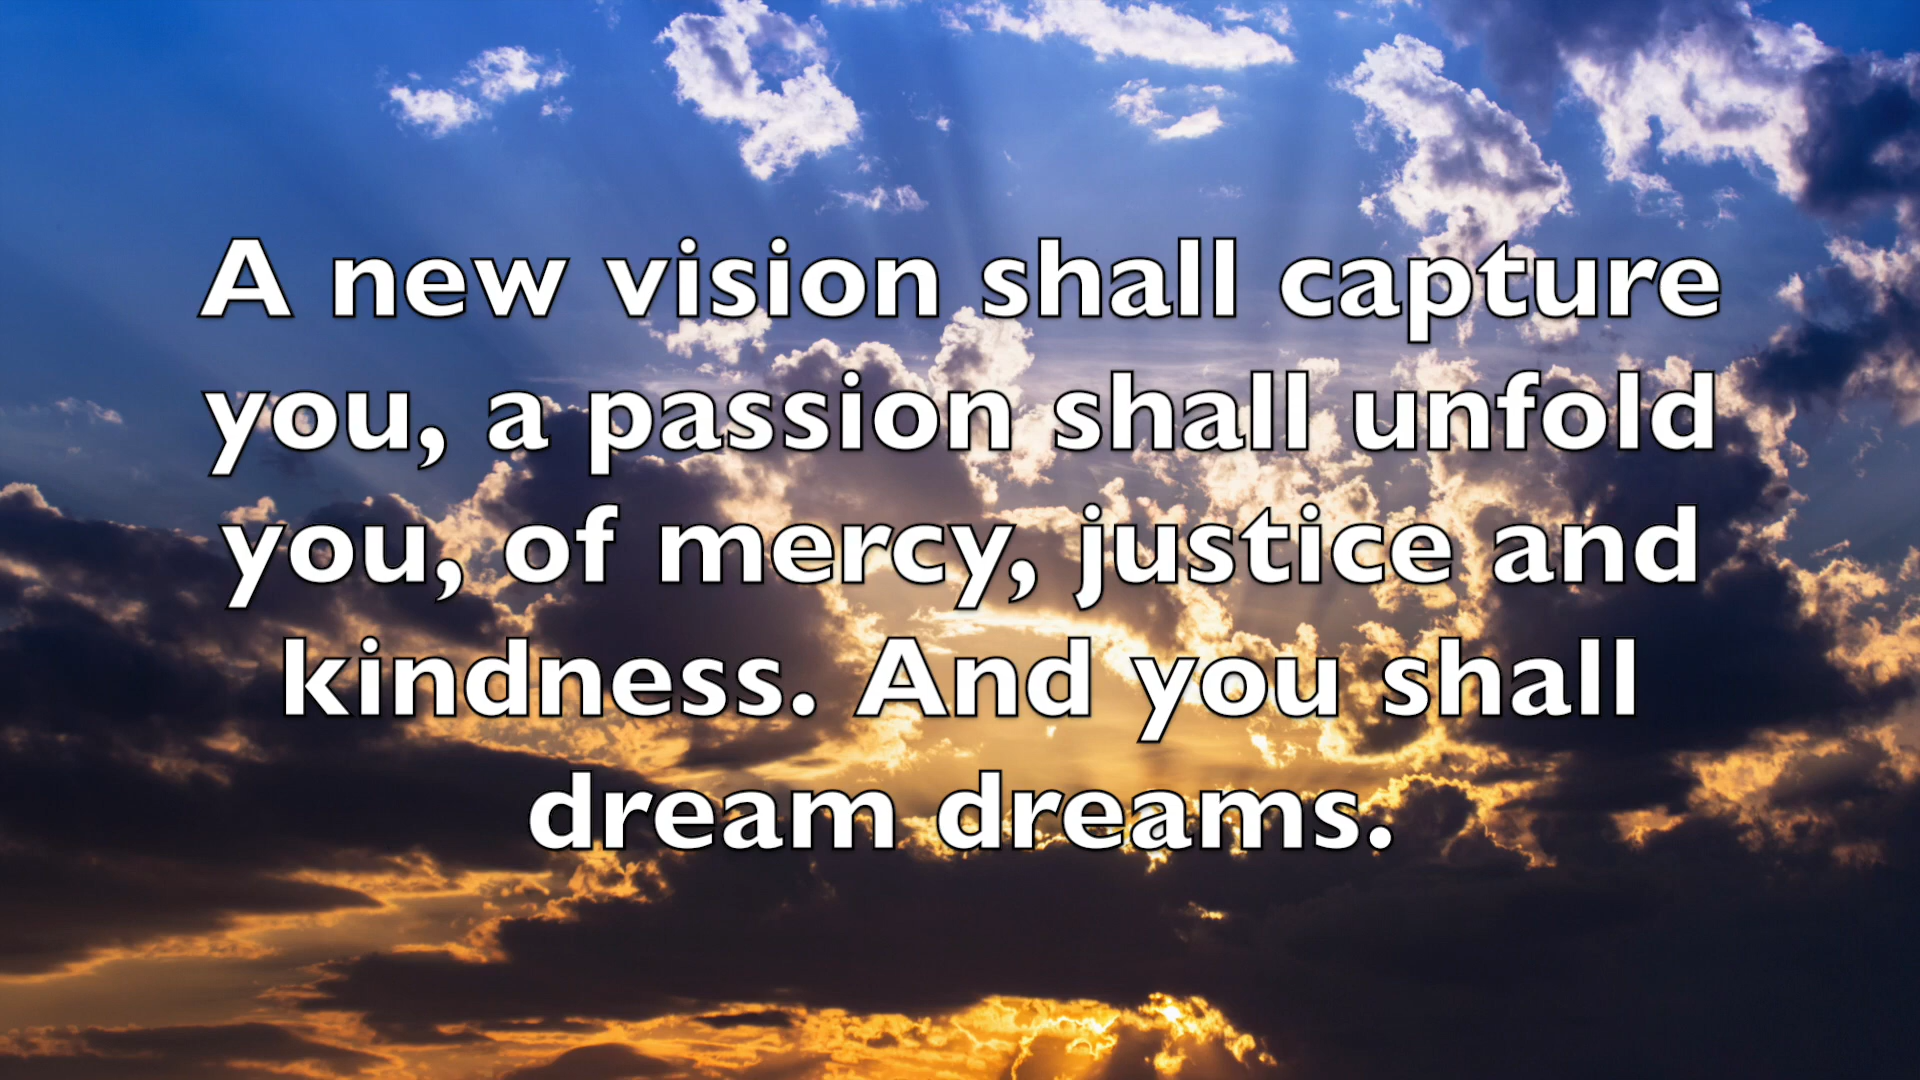 A new vision shall capture
you, a passion shall unfold
you, of mercy, justice and
kindness. And you shall
dream dreams.